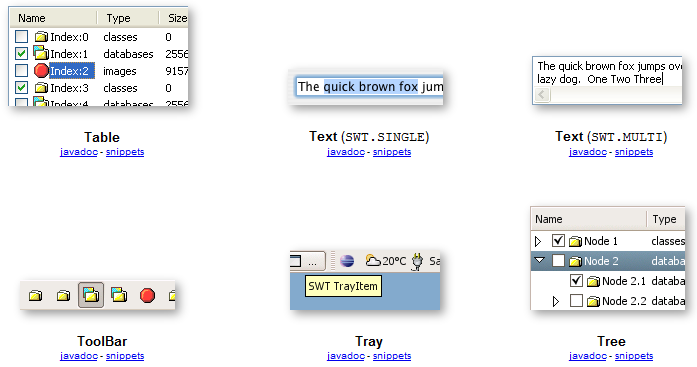 Name Table Size
Index:0 classes 0
Index:1 databases 2556
Index:2 images 9157
Index:3 classes 0
Index:4 databases 2556
Table
javadoc - snippets
The quick brown fox jum
Text (SWT.SINGLE)
javadoc - snippets
The quick brown fox jumps ove
lazy dog.  One Two Three
Text (SWT.MULTI)
javadoc - snippets
ToolBar
javadoc - snippets
... 20°C Sa
SWT TrayItem
Tray
javadoc - snippets
Name Type
Node 1 classes
Node 2 databa
Node 2.1 databa
Node 2.2 databa
Tree
javadoc - snippets